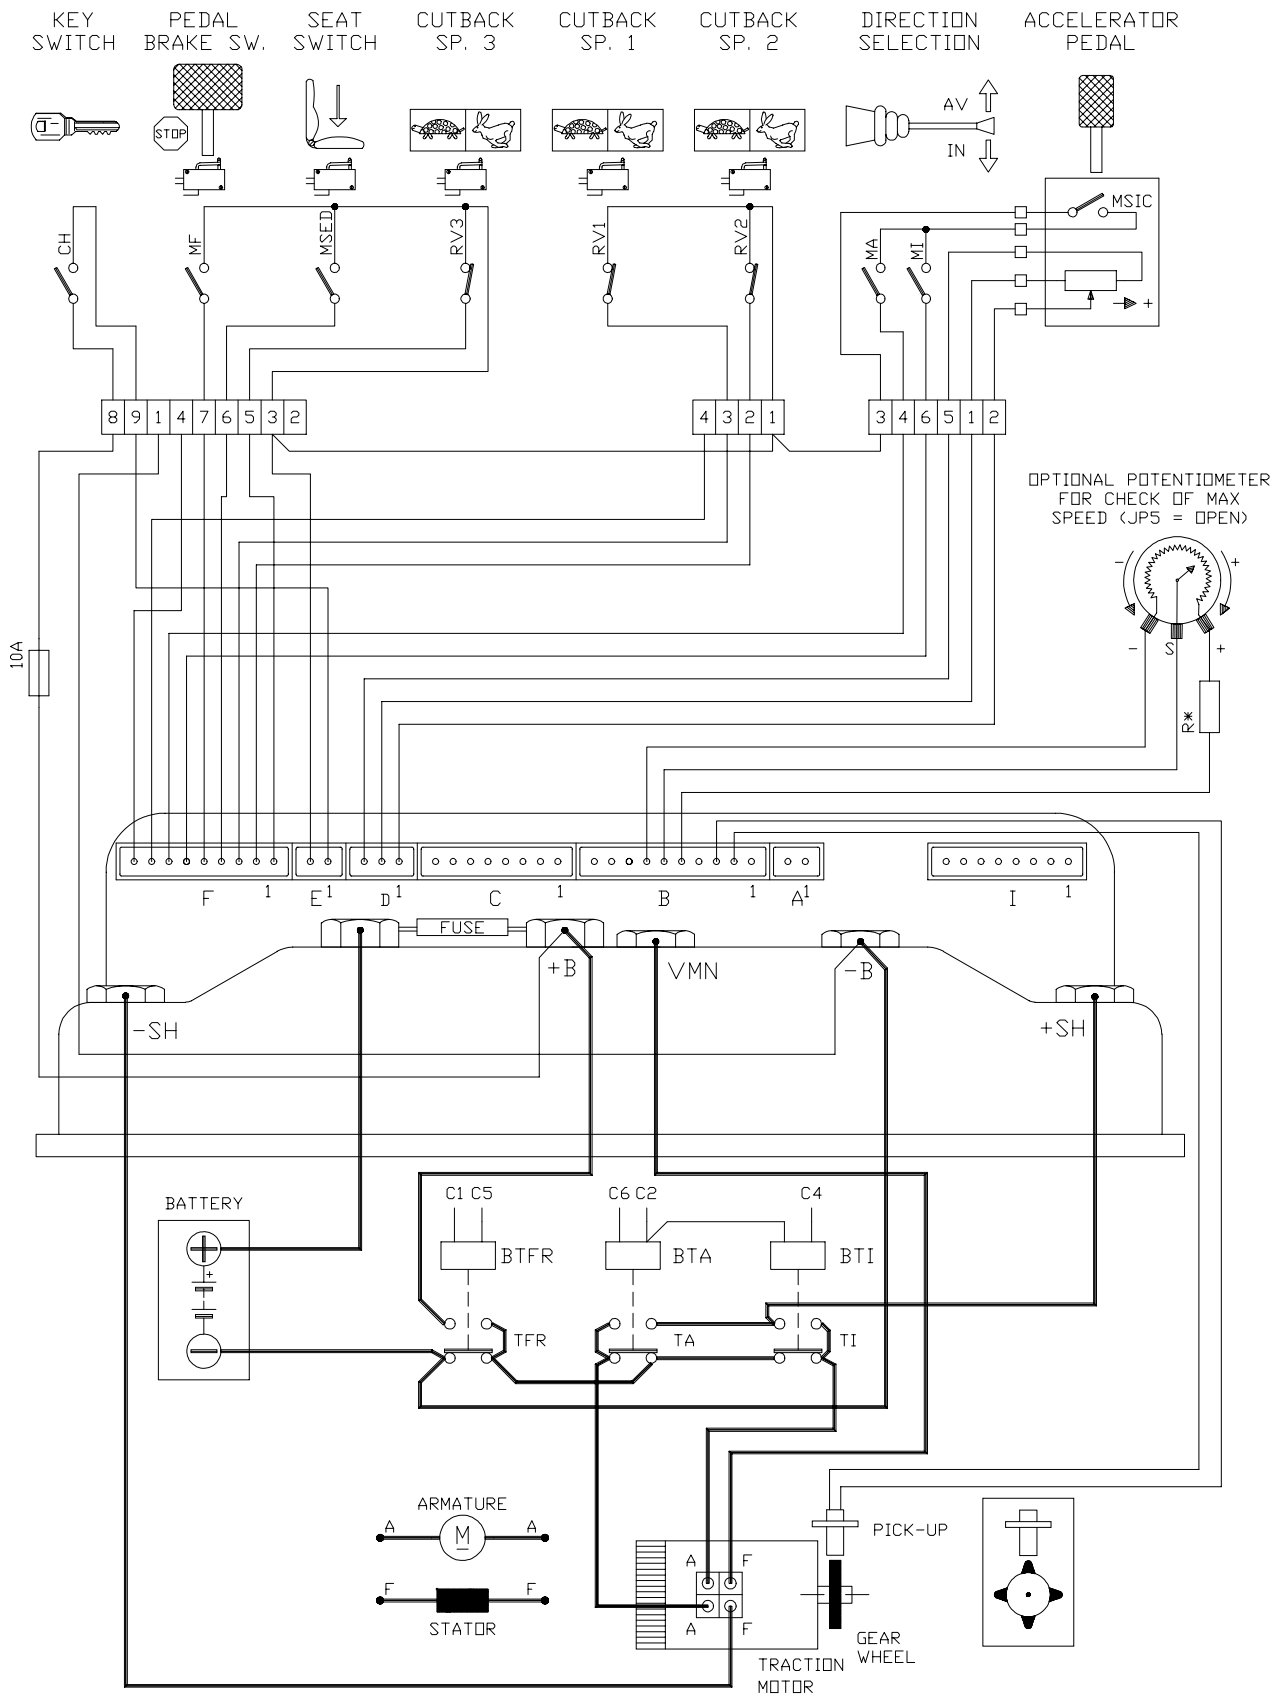 KEY
SWITCH
PEDAL
BRAKE SW.
SEAT
SWITCH
CUTBACK
SP. 3
CUTBACK
SP. 1
CUTBACK
SP. 2
DIRECTION
SELECTION
ACCELERATOR
PEDAL
STOP
AV
IN
MSIC
CH
MF
MSED
RV3
RV1
RV2
MA
MI
+
8 9 1 4 7 6 5 3 2
4 3 2 1
3 4 6 5 1 2
OPTIONAL POTENTIOMETER
FOR CHECK OF MAX
SPEED (JP5 = OPEN)
- +
- S +
10A
R*
F 1
E 1
D 1
C 1
B 1
A 1
I 1
FUSE
+B
VMN
-B
-SH
+SH
BATTERY
+
C1 C5
C6 C2
C4
BTFR
BTA
BTI
TFR
TA
TI
ARMATURE
A M A
F F
STATOR
A F
A F
PICK-UP
GEAR
WHEEL
TRACTION
MOTOR